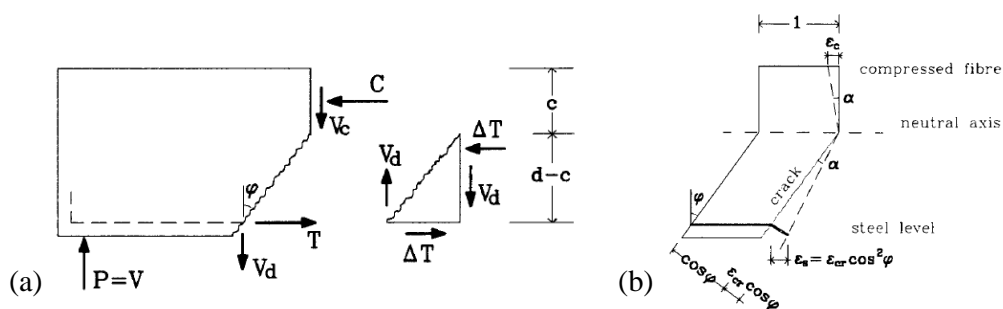 (a)
C
V_c
φ
T
V_d
P=V
V_d
ΔT
V_d
ΔT
c
d-c
(b)
1
ε_c
compressed fibre
α
neutral axis
α
crack
φ
steel level
ε_s = ε_cr cos²φ
cosφ
ε_cr cosφ